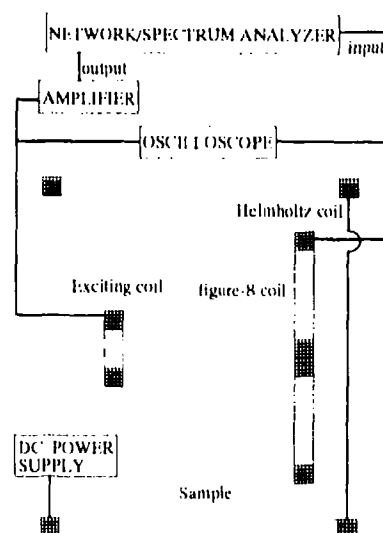 NETWORK/SPECTRUM ANALYZER
input
output
AMPLIFIER
OSCILLOSCOPE
Helmholtz coil
Exciting coil
figure-8 coil
DC POWER
SUPPLY
Sample